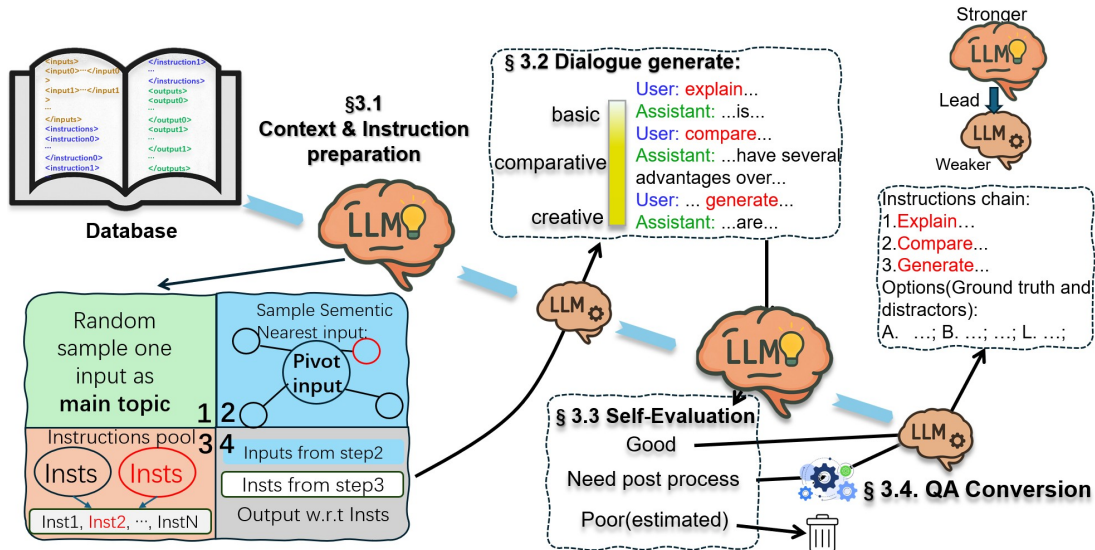 <inputs>
<input0>···</input0
>
<input1>···</input1
>
···
</inputs>
<instructions>
<instruction0>
···
</instruction0>
<instruction1>
</instruction1>
···
</instructions>
<outputs>
<output0>
···
</output0>
<output1>
···
</output1>
···
</outputs>
Database
§3.1
Context & Instruction
preparation
LLM
Random
sample one
input as
main topic
1
2
Sample Sementic
Nearest input:
Pivot
input
Instructions pool
3
Insts
Insts
Inst1, Inst2, ···, InstN
4
Inputs from step2
Insts from step3
Output w.r.t Insts
LLM
§ 3.2 Dialogue generate:
basic
comparative
creative
User: explain...
Assistant: ...is...
User: compare...
Assistant: ...have several
advantages over...
User: ... generate...
Assistant: ...are...
LLM
§ 3.3 Self-Evaluation
Good
Need post process
Poor(estimated)
LLM
§ 3.4. QA Conversion
Stronger
LLM
Lead
LLM
Weaker
Instructions chain:
1.Explain...
2.Compare...
3.Generate...
Options(Ground truth and
distractors):
A. ...; B. ...; ...; L. ...;